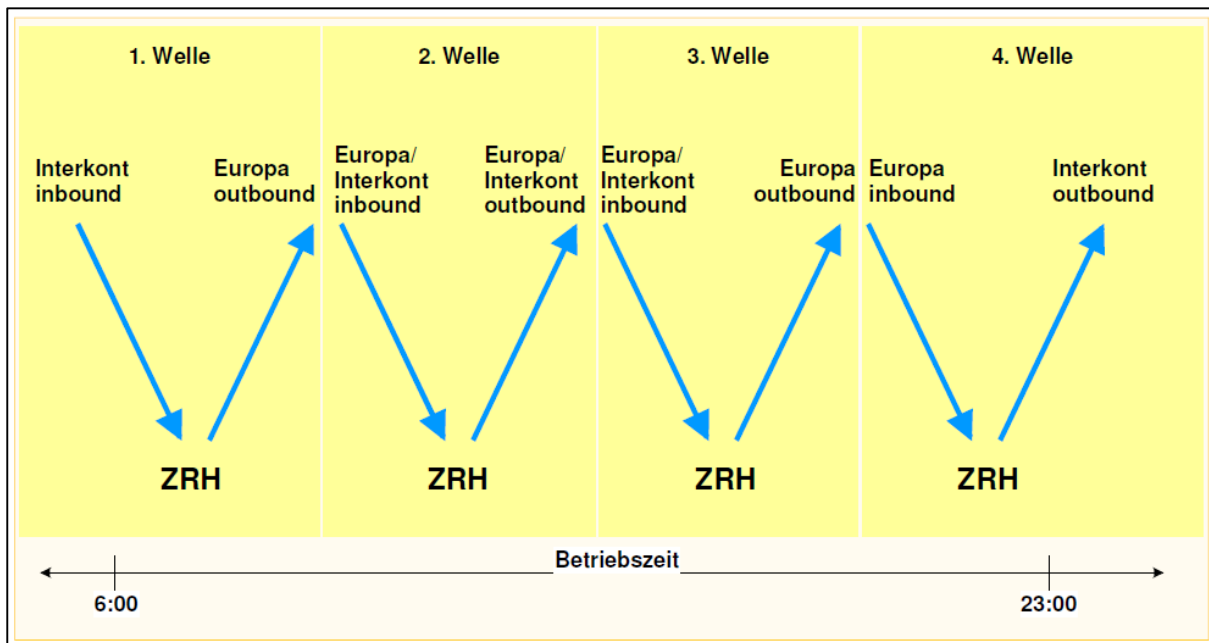 1. Welle
2. Welle
3. Welle
4. Welle
Interkont
inbound
Europa
outbound
Europa/
Interkont
inbound
Europa/
Interkont
outbound
Europa/
Interkont
inbound
Europa
outbound
Europa
inbound
Interkont
outbound
ZRH
ZRH
ZRH
ZRH
Betriebszeit
6:00
23:00